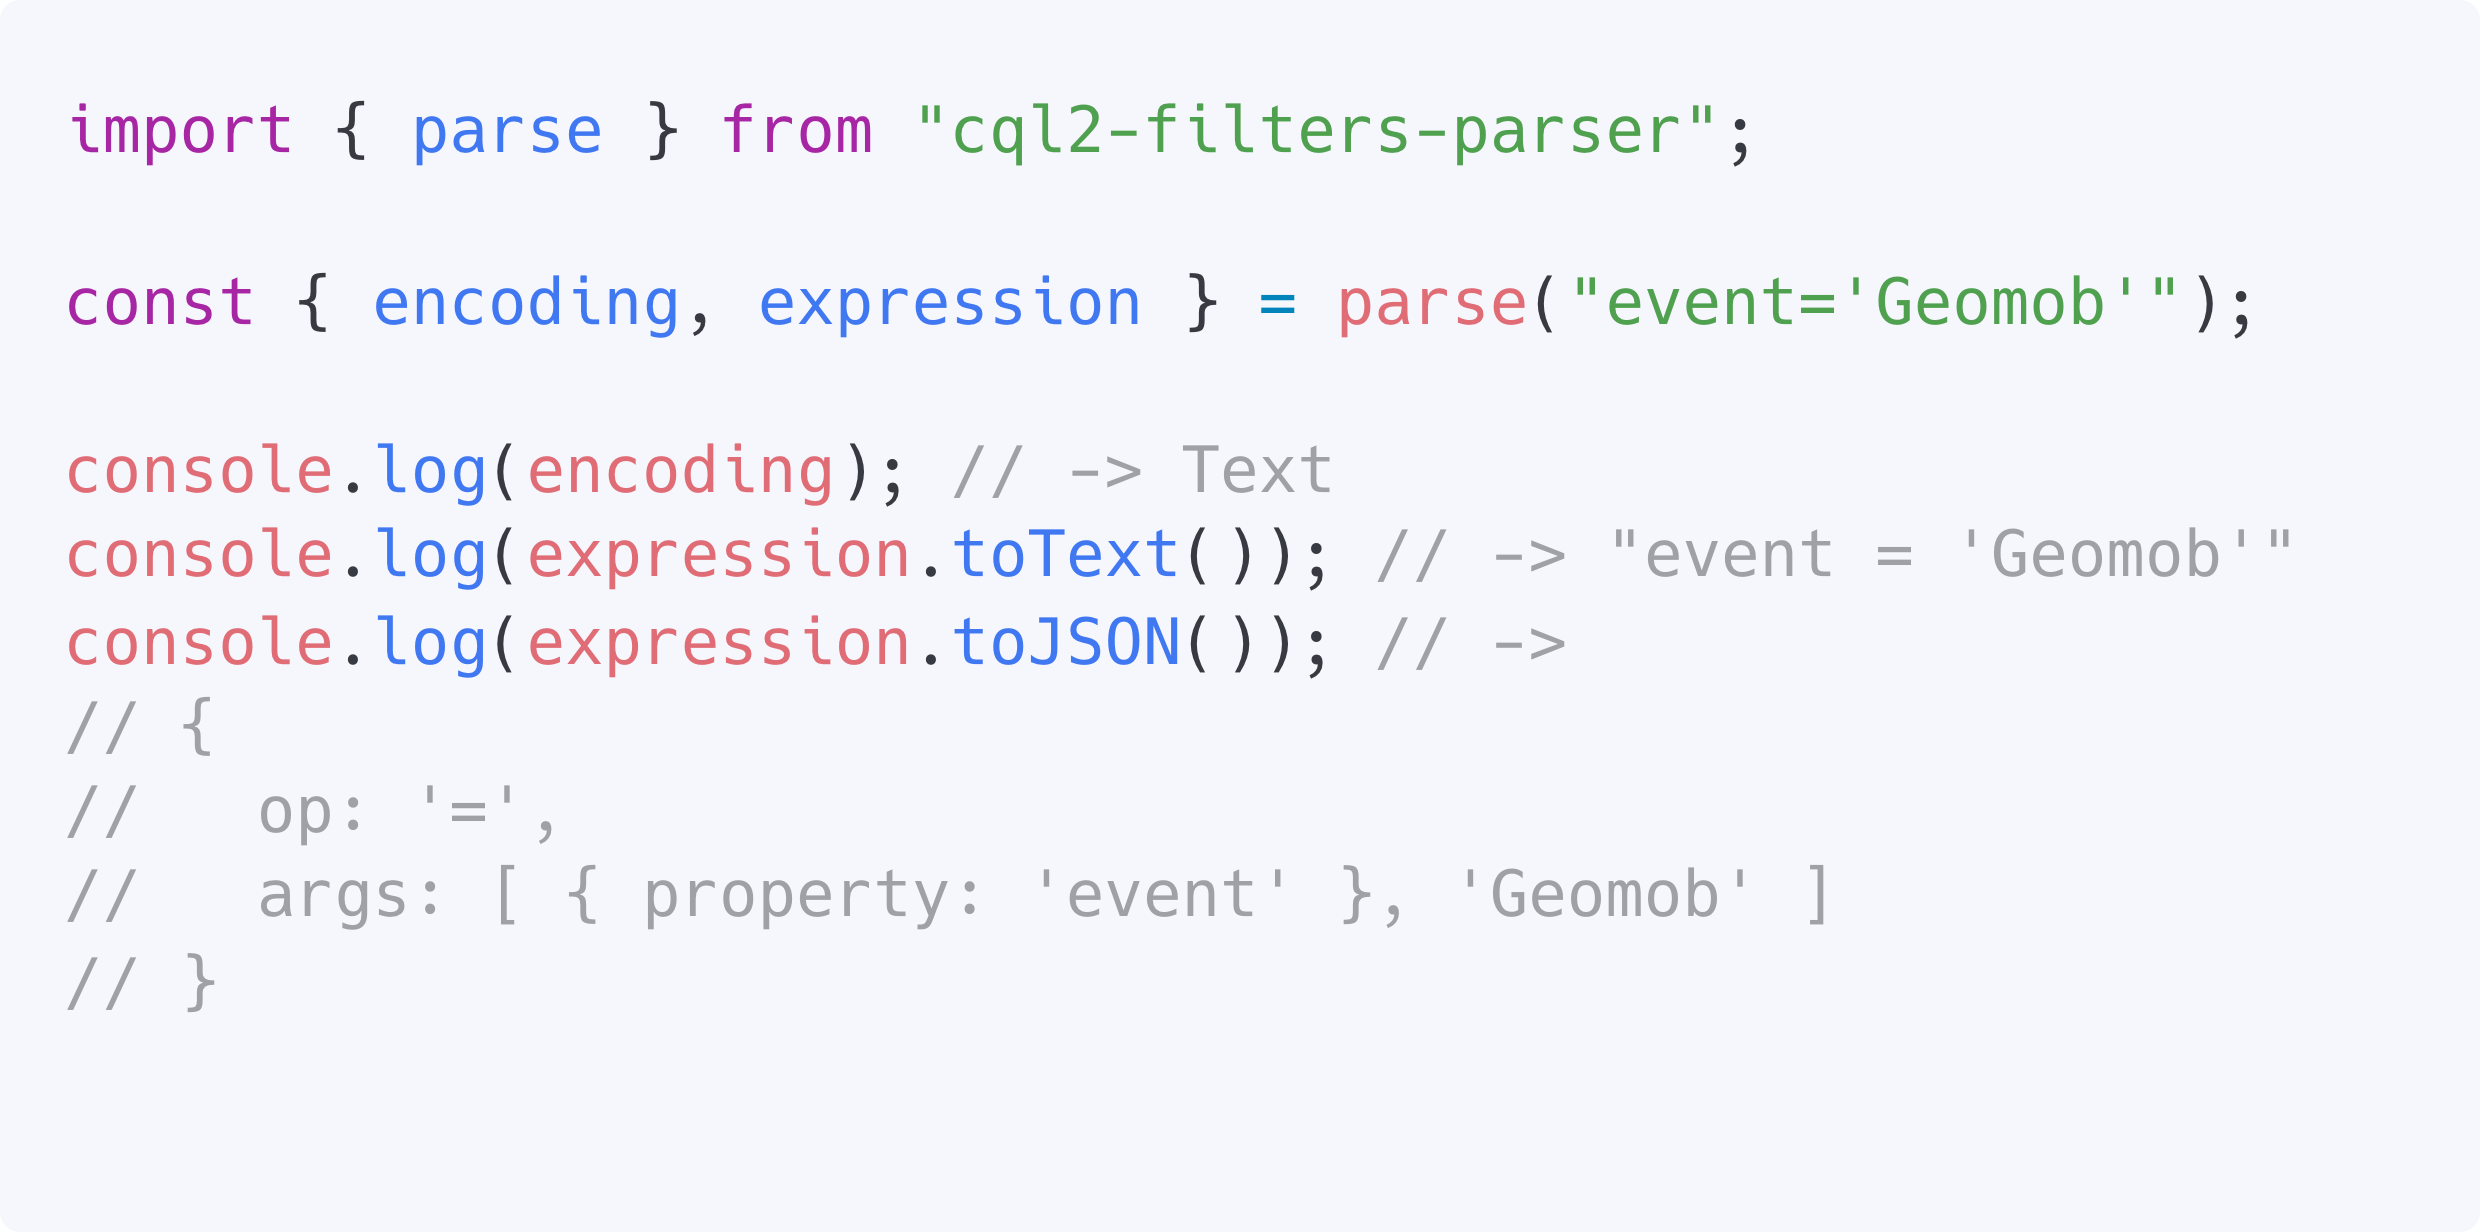 import { parse } from "cql2-filters-parser";
const { encoding, expression } = parse("event='Geomob'");
console.log(encoding); // -> Text
console.log(expression.toText()); // -> "event = 'Geomob'"
console.log(expression.toJSON()); // ->
// {
//   op: '=',
//   args: [ { property: 'event' }, 'Geomob' ]
// }